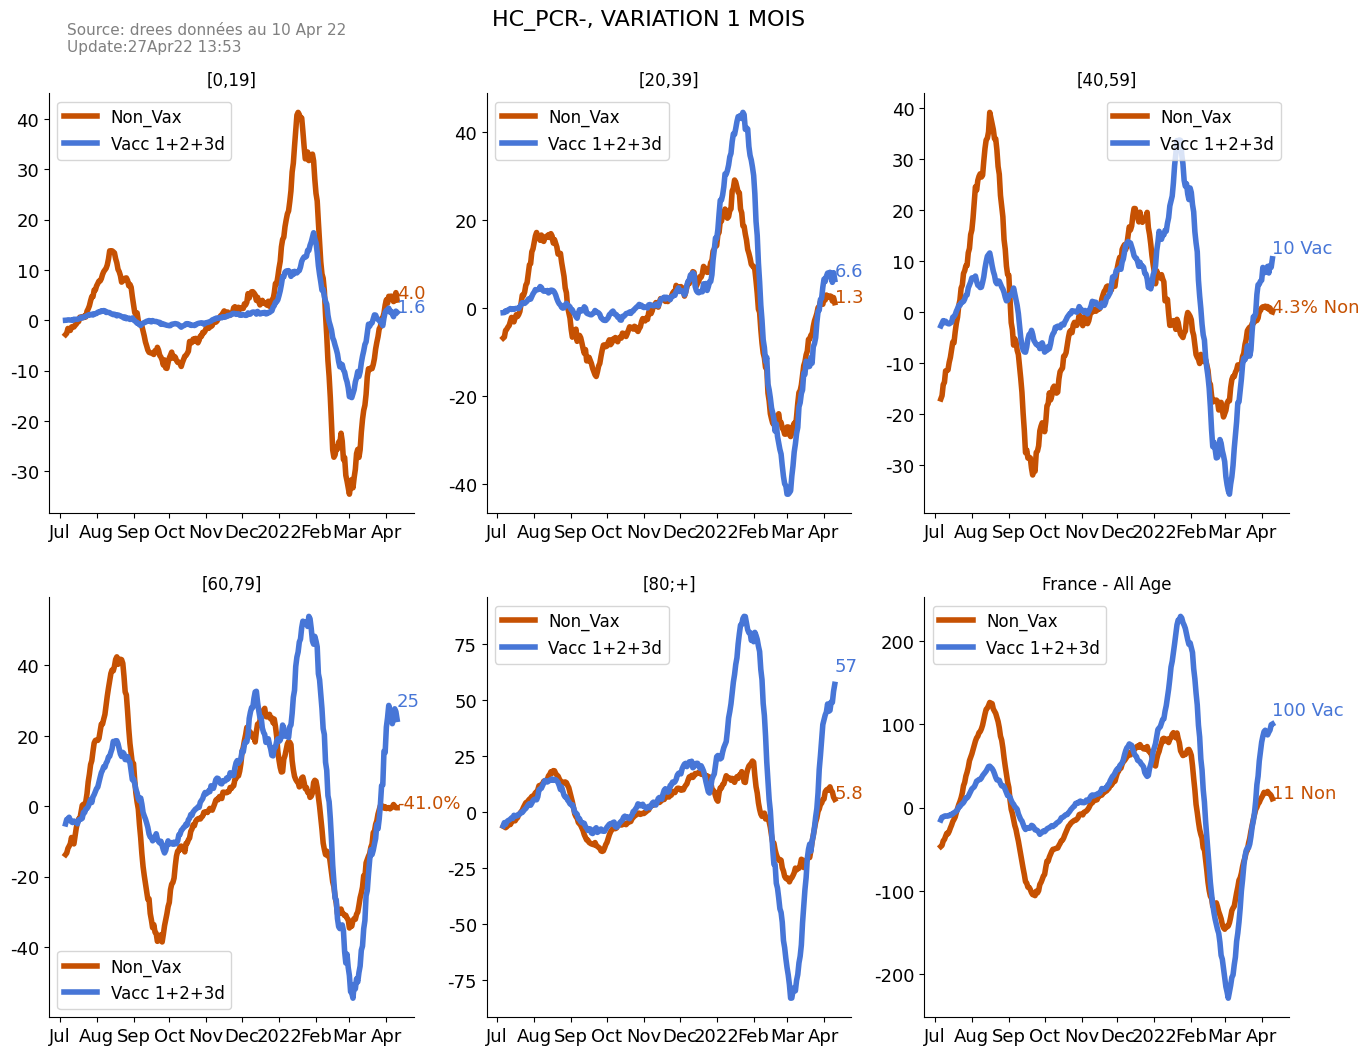 HC_PCR-, VARIATION 1 MOIS
Source: drees données au 10 Apr 22
Update:27Apr22 13:53
[0,19]
Non_Vax
Vacc 1+2+3d
40
30
20
10
0
-10
-20
-30
4.0
1.6
Jul Aug Sep Oct Nov Dec 2022 Feb Mar Apr
[20,39]
Non_Vax
Vacc 1+2+3d
40
20
0
-20
-40
6.6
1.3
Jul Aug Sep Oct Nov Dec 2022 Feb Mar Apr
[40,59]
Non_Vax
Vacc 1+2+3d
40
30
20
10
0
-10
-20
-30
10 Vac
4.3% Non
Jul Aug Sep Oct Nov Dec 2022 Feb Mar Apr
[60,79]
40
20
0
-20
-40
25
-41.0%
Non_Vax
Vacc 1+2+3d
Jul Aug Sep Oct Nov Dec 2022 Feb Mar Apr
[80;+]
Non_Vax
Vacc 1+2+3d
75
50
25
0
-25
-50
-75
57
5.8
Jul Aug Sep Oct Nov Dec 2022 Feb Mar Apr
France - All Age
Non_Vax
Vacc 1+2+3d
200
100
0
-100
-200
100 Vac
11 Non
Jul Aug Sep Oct Nov Dec 2022 Feb Mar Apr